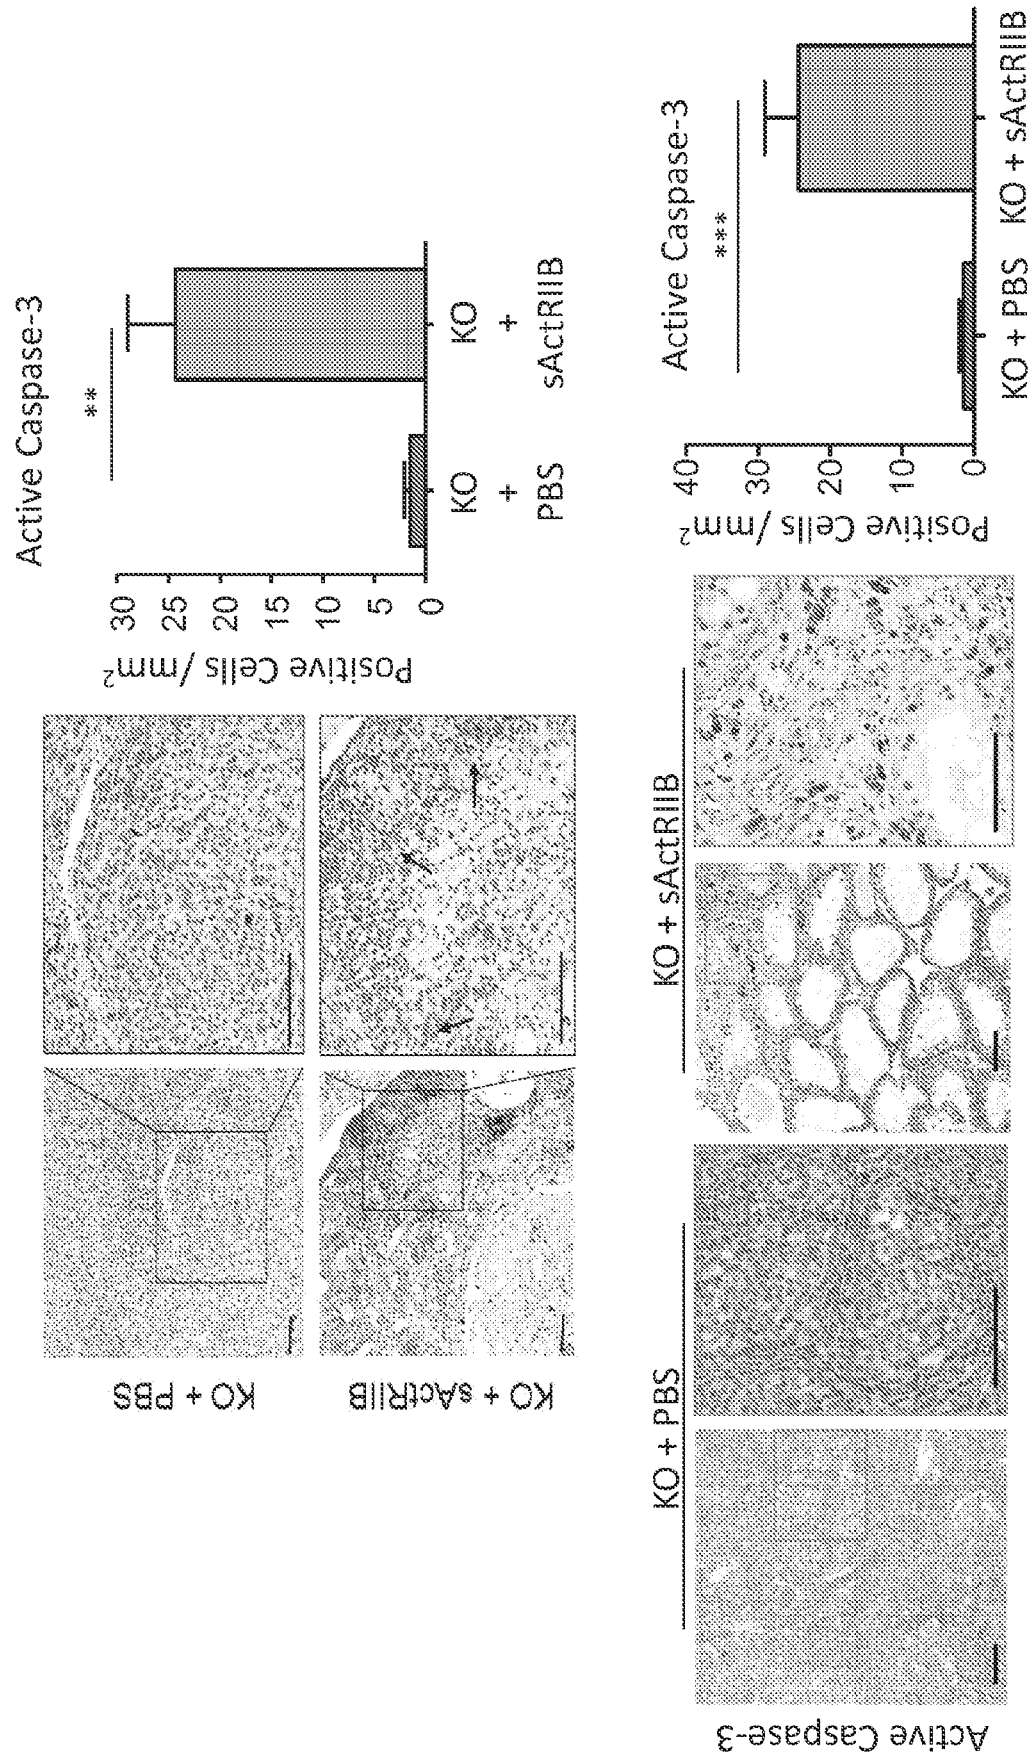 KO + PBS
KO + sActRIIB
Active Caspase-3
**
Positive Cells / mm²
30
25
20
15
10
5
0
KO
+
PBS
KO
+
sActRIIB
KO + PBS
KO + sActRIIB
Active Caspase-3
Active Caspase-3
***
Positive Cells / mm²
40
30
20
10
0
KO + PBS
KO + sActRIIB